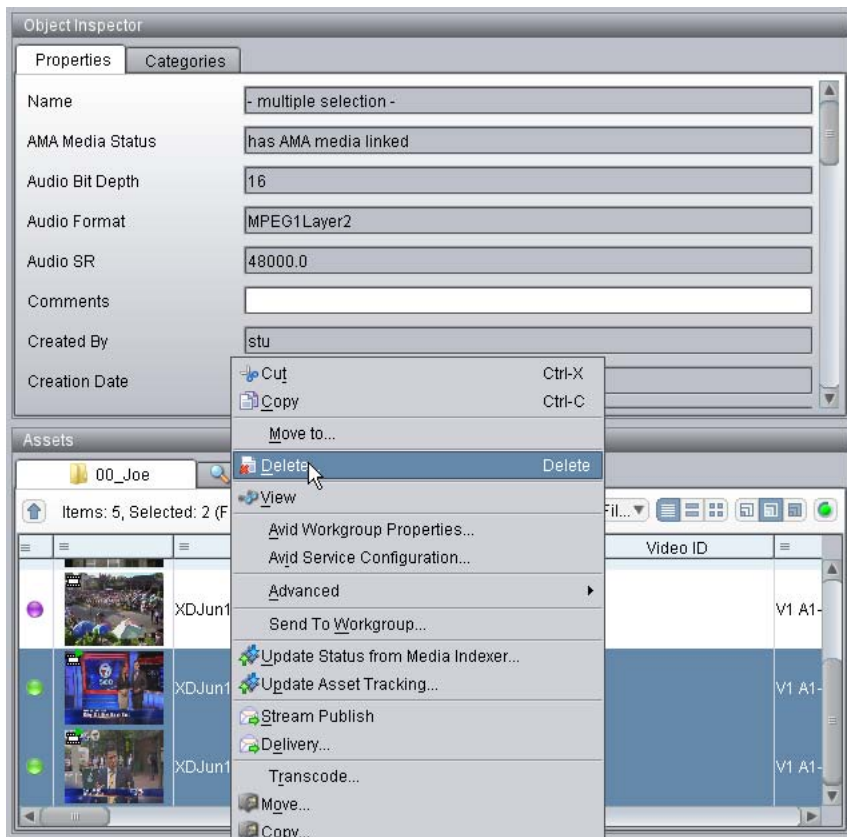 Object Inspector
Properties Categories
Name - multiple selection -
AMA Media Status has AMA media linked
Audio Bit Depth 16
Audio Format MPEG1Layer2
Audio SR 48000.0
Comments
Created By stu
Creation Date
Cut Ctrl-X
Copy Ctrl-C
Move to...
Delete Delete
View
Avid Workgroup Properties...
Avid Service Configuration...
Advanced
Send To Workgroup...
Update Status from Media Indexer...
Update Asset Tracking...
Stream Publish
Delivery...
Transcode...
Move...
Copy...
Assets
00_Joe
Items: 5, Selected: 2 (F
Fil...
Video ID
XDJun1 V1 A1-
XDJun1 V1 A1-
XDJun1 V1 A1-